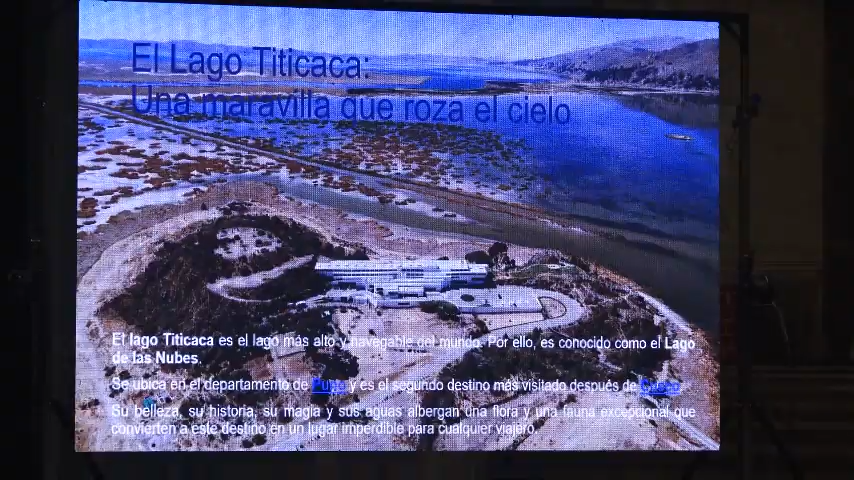 El Lago Titicaca:
Una maravilla que roza el cielo
El lago Titicaca es el lago más alto y navegable del mundo. Por ello, es conocido como el Lago
de las Nubes.
Se ubica en el departamento de Puno y es el segundo destino más visitado después de Cusco.
Su belleza, su historia, su magia y sus aguas albergan una flora y una fauna excepcional que
convierten a este destino en un lugar imperdible para cualquier viajero.